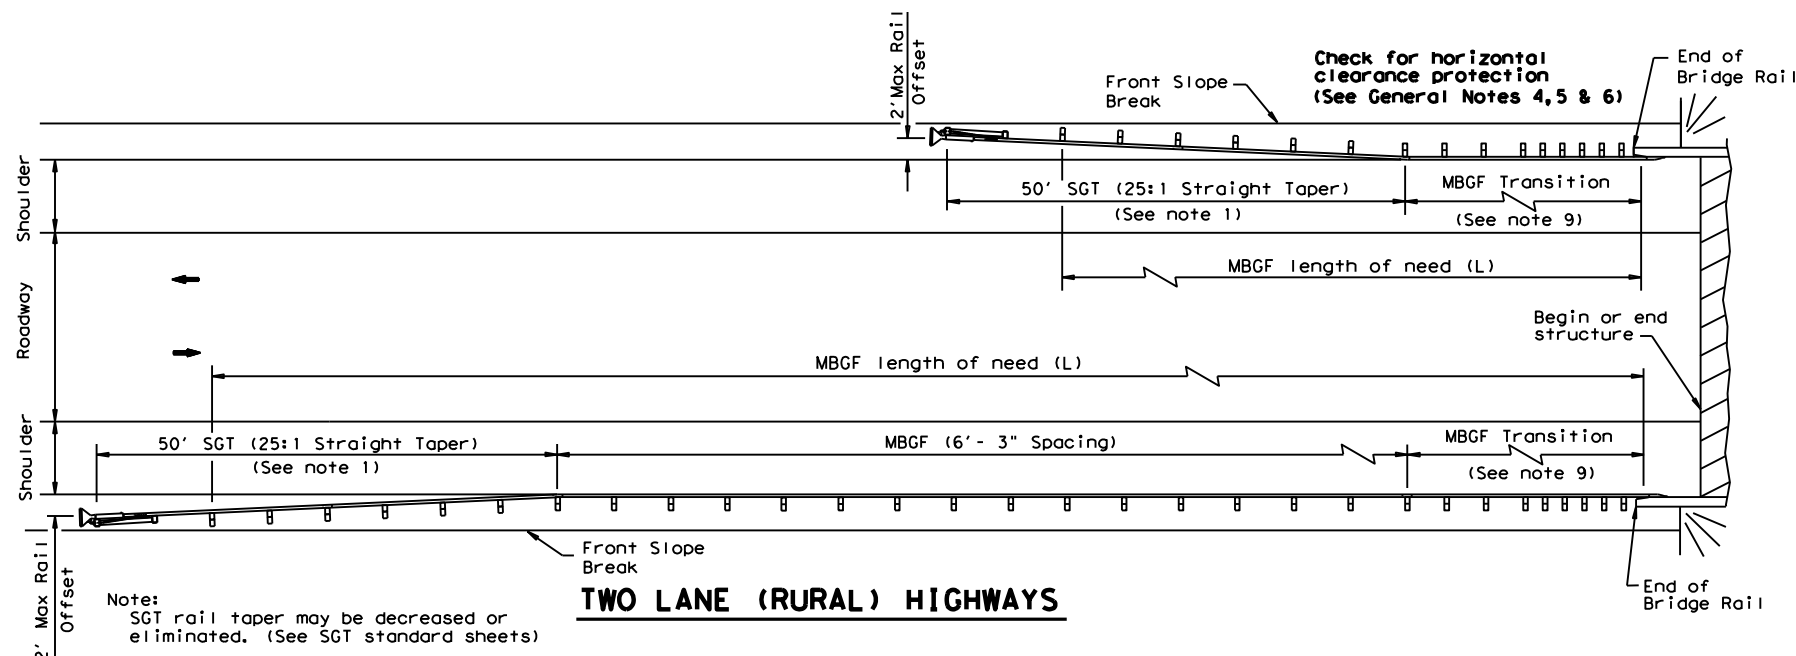 2' Max Rail
Offset
Front Slope
Break
Check for horizontal
clearance protection
(See General Notes 4,5 & 6)
End of
Bridge Rail
Shoulder
50' SGT (25:1 Straight Taper)
(See note 1)
MBGF Transition
(See note 9)
MBGF length of need (L)
Roadway
Begin or end
structure
MBGF length of need (L)
Shoulder
50' SGT (25:1 Straight Taper)
(See note 1)
MBGF (6'- 3" Spacing)
MBGF Transition
(See note 9)
2' Max Rail
Offset
Front Slope
Break
End of
Bridge Rail
Note:
SGT rail taper may be decreased or
eliminated. (See SGT standard sheets)
TWO LANE (RURAL) HIGHWAYS